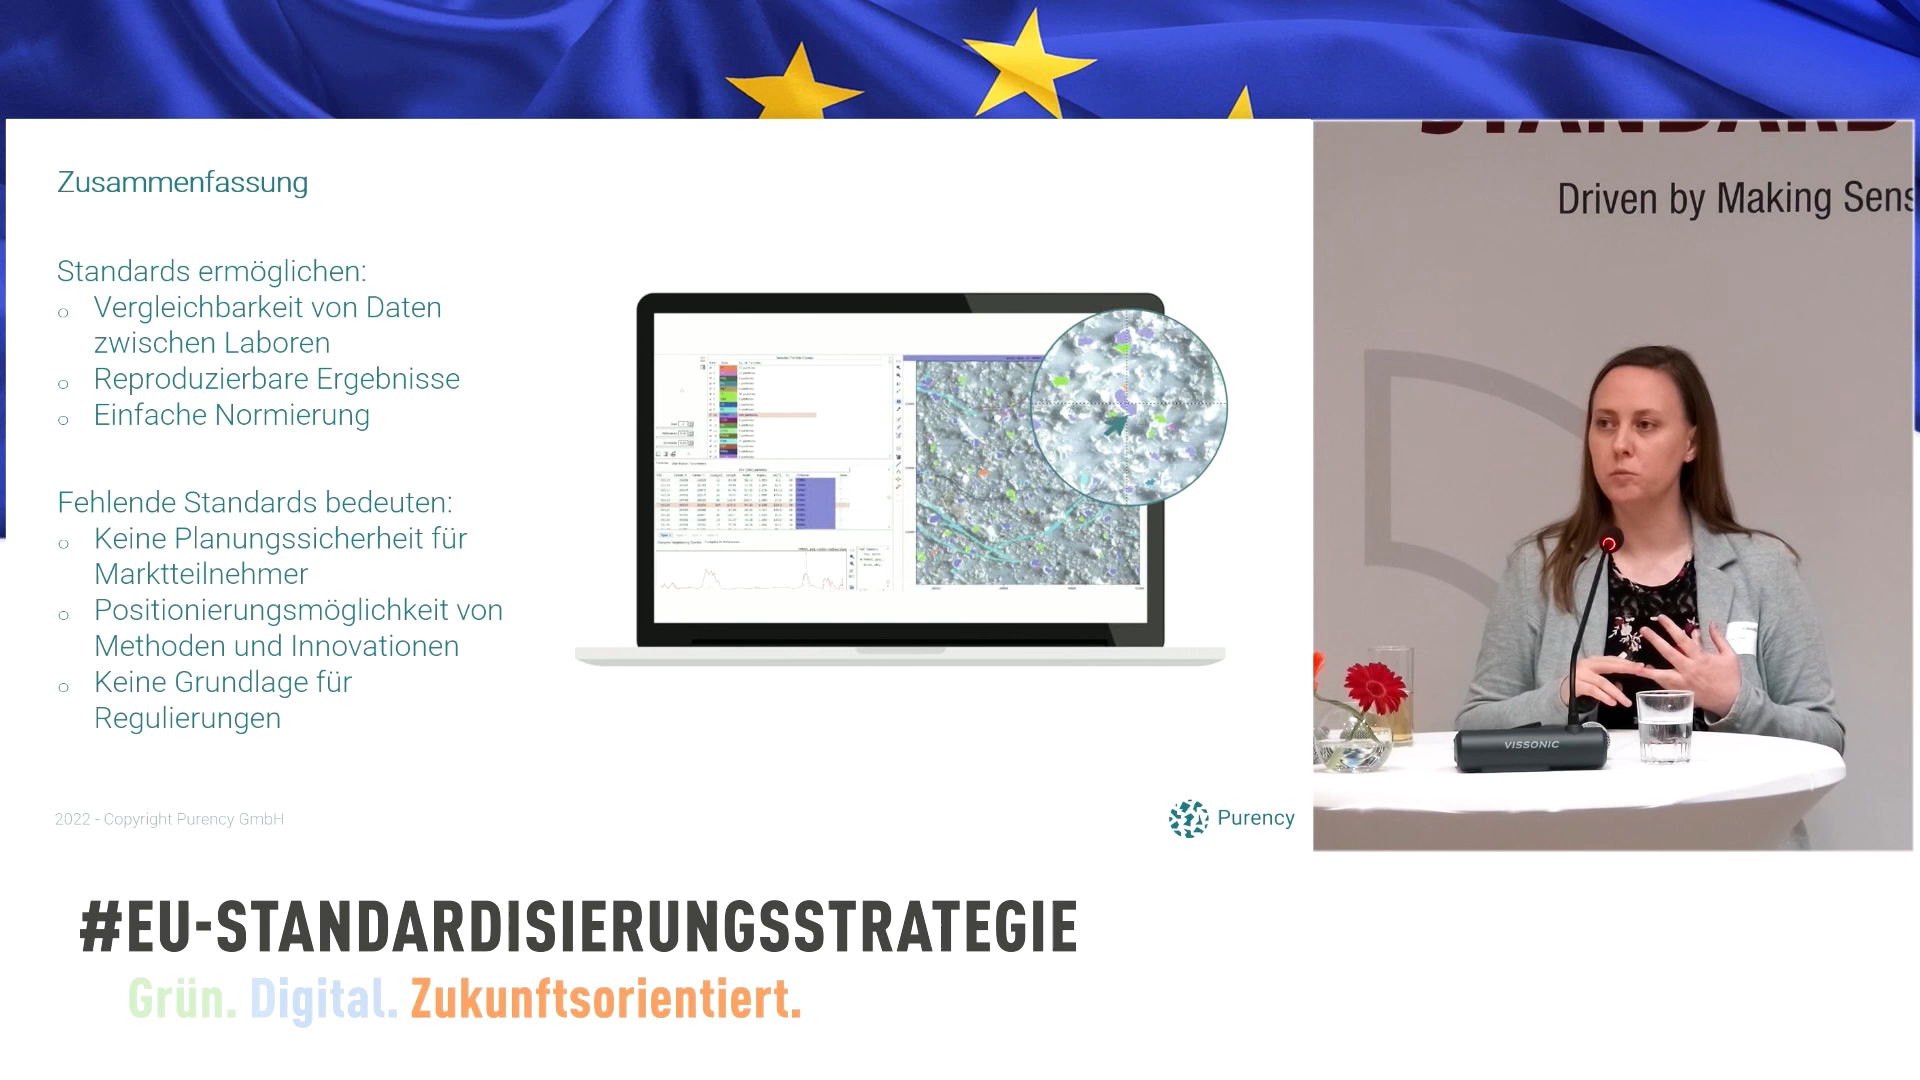 Zusammenfassung
Standards ermöglichen:
o Vergleichbarkeit von Daten
zwischen Laboren
o Reproduzierbare Ergebnisse
o Einfache Normierung
Fehlende Standards bedeuten:
o Keine Planungssicherheit für
Marktteilnehmer
o Positionierungsmöglichkeit von
Methoden und Innovationen
o Keine Grundlage für
Regulierungen
2022 - Copyright Purency GmbH
Purency
STANDARD
Driven by Making Sens
VISSONIC
#EU-STANDARDISIERUNGSSTRATEGIE
Grün. Digital. Zukunftsorientiert.